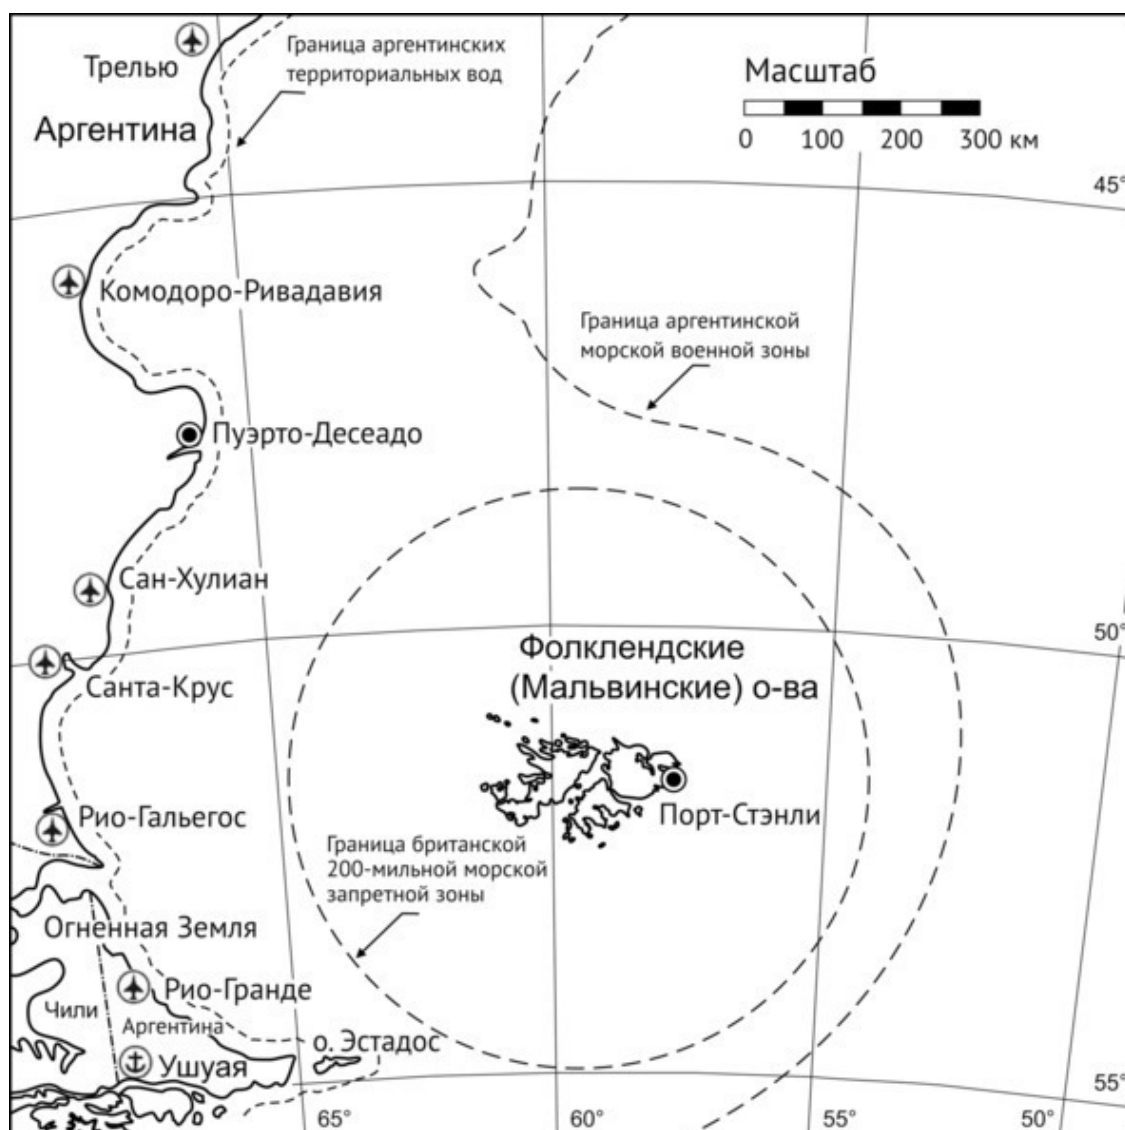 Трелью
Граница аргентинских
территориальных вод
Масштаб
Аргентина
0 100 200 300 км
45°
Комодоро-Ривадавия
Граница аргентинской
морской военной зоны
Пуэрто-Десеадо
Сан-Хулиан
50°
Фолклендские
(Мальвинские) о-ва
Санта-Крус
Рио-Гальегос
Порт-Стэнли
Граница британской
200-мильной морской
запретной зоны
Огненная Земля
Рио-Гранде
Чили
Аргентина
о. Эстадос
Ушуая
55°
65° 60° 55° 50°